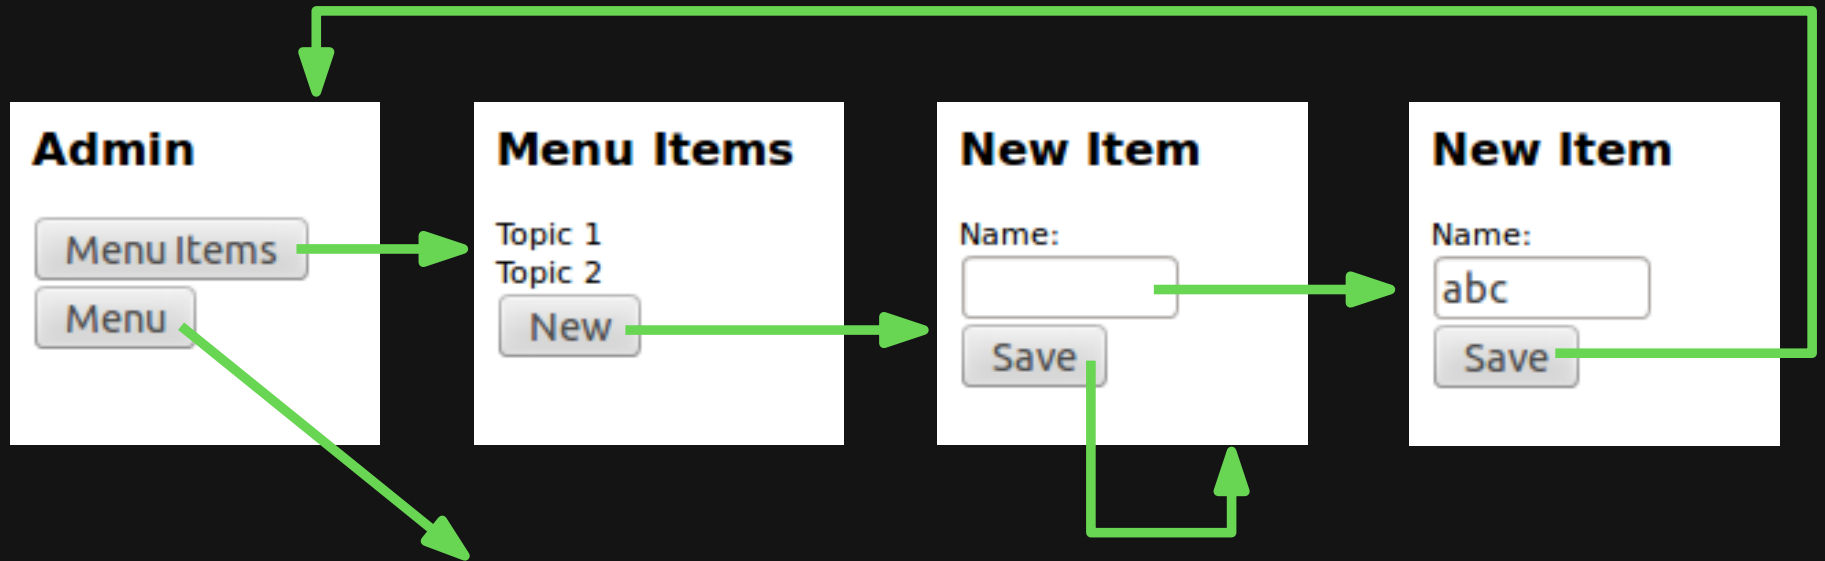 Admin
Menu Items
Menu
Menu Items
Topic 1
Topic 2
New
New Item
Name:
Save
New Item
Name:
abc
Save